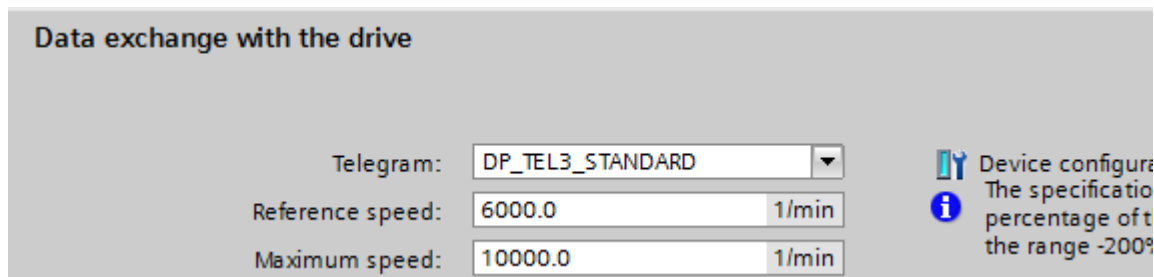 Data exchange with the drive
Telegram: DP_TEL3_STANDARD
Device configura
Reference speed: 6000.0 1/min
The specificatio
percentage of t
Maximum speed: 10000.0 1/min
the range -200%